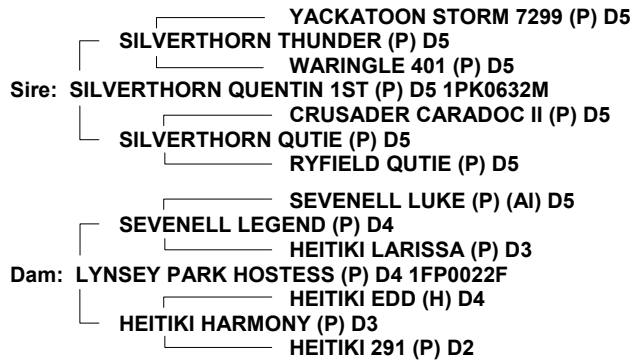 YACKATOON STORM 7299 (P) D5
SILVERTHORN THUNDER (P) D5
WARINGLE 401 (P) D5
Sire: SILVERTHORN QUENTIN 1ST (P) D5 1PK0632M
CRUSADER CARADOC II (P) D5
SILVERTHORN QUTIE (P) D5
RYFIELD QUTIE (P) D5
SEVENELL LUKE (P) (AI) D5
SEVENELL LEGEND (P) D4
HEITIKI LARISSA (P) D3
Dam: LYNSEY PARK HOSTESS (P) D4 1FP0022F
HEITIKI EDD (H) D4
HEITIKI HARMONY (P) D3
HEITIKI 291 (P) D2